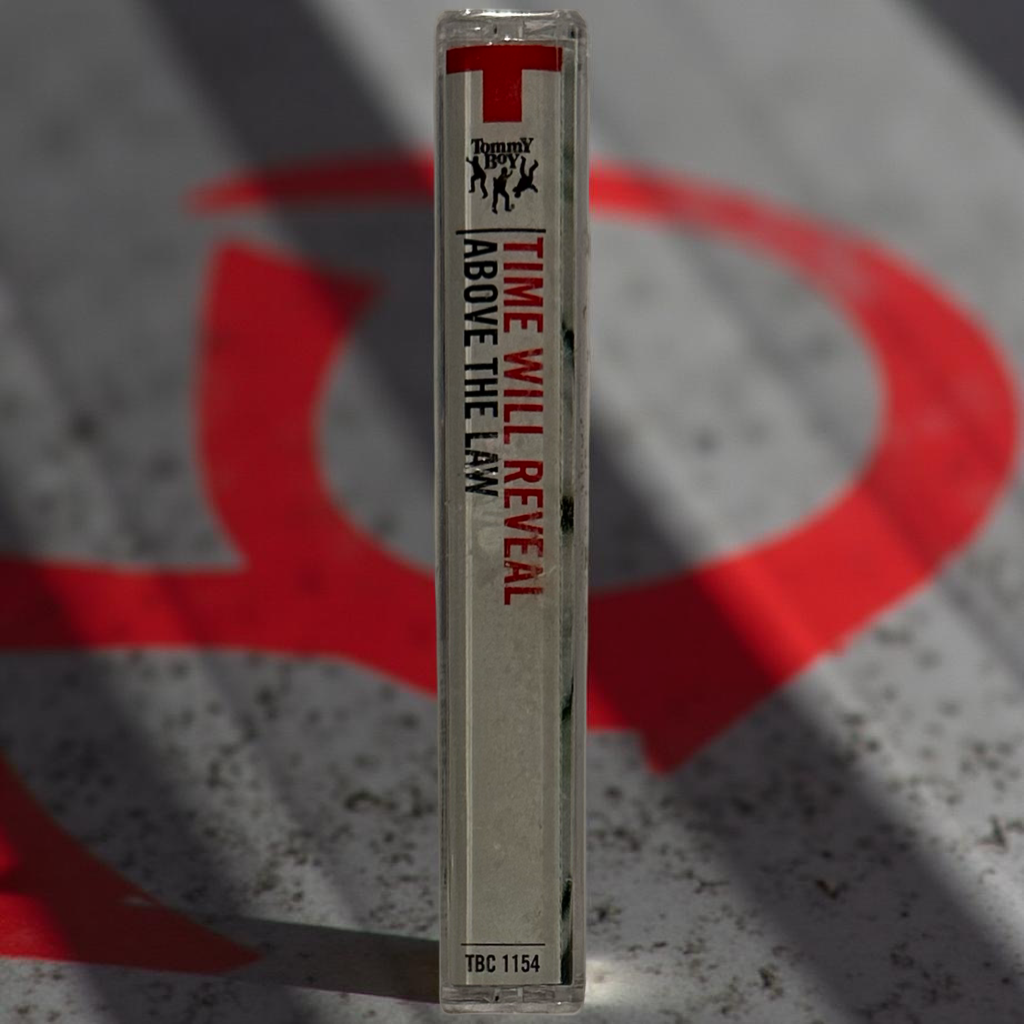 T
Tommy
Boy
TIME WILL REVEAL
ABOVE THE LAW
TBC 1154